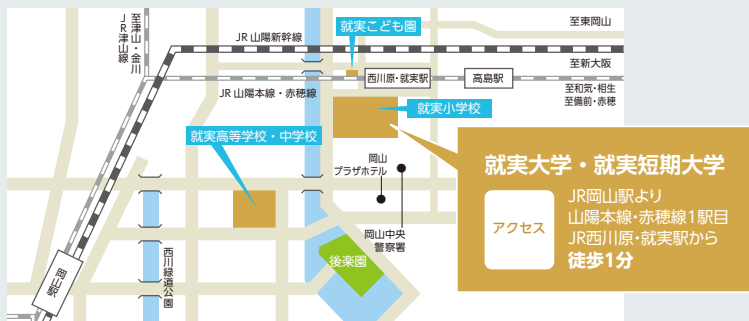 至津山・金川
JR津山線
JR 山陽新幹線
就実こども園
至東岡山
至新大阪
西川原・就実駅
高島駅
JR 山陽本線・赤穂線
至和気・相生
至備前・赤穂
就実小学校
就実高等学校・中学校
岡山
プラザホテル
岡山中央
警察署
後楽園
西川緑道公園
岡山駅
就実大学・就実短期大学
アクセス
JR岡山駅より
山陽本線・赤穂線1駅目
JR西川原・就実駅から
徒歩1分